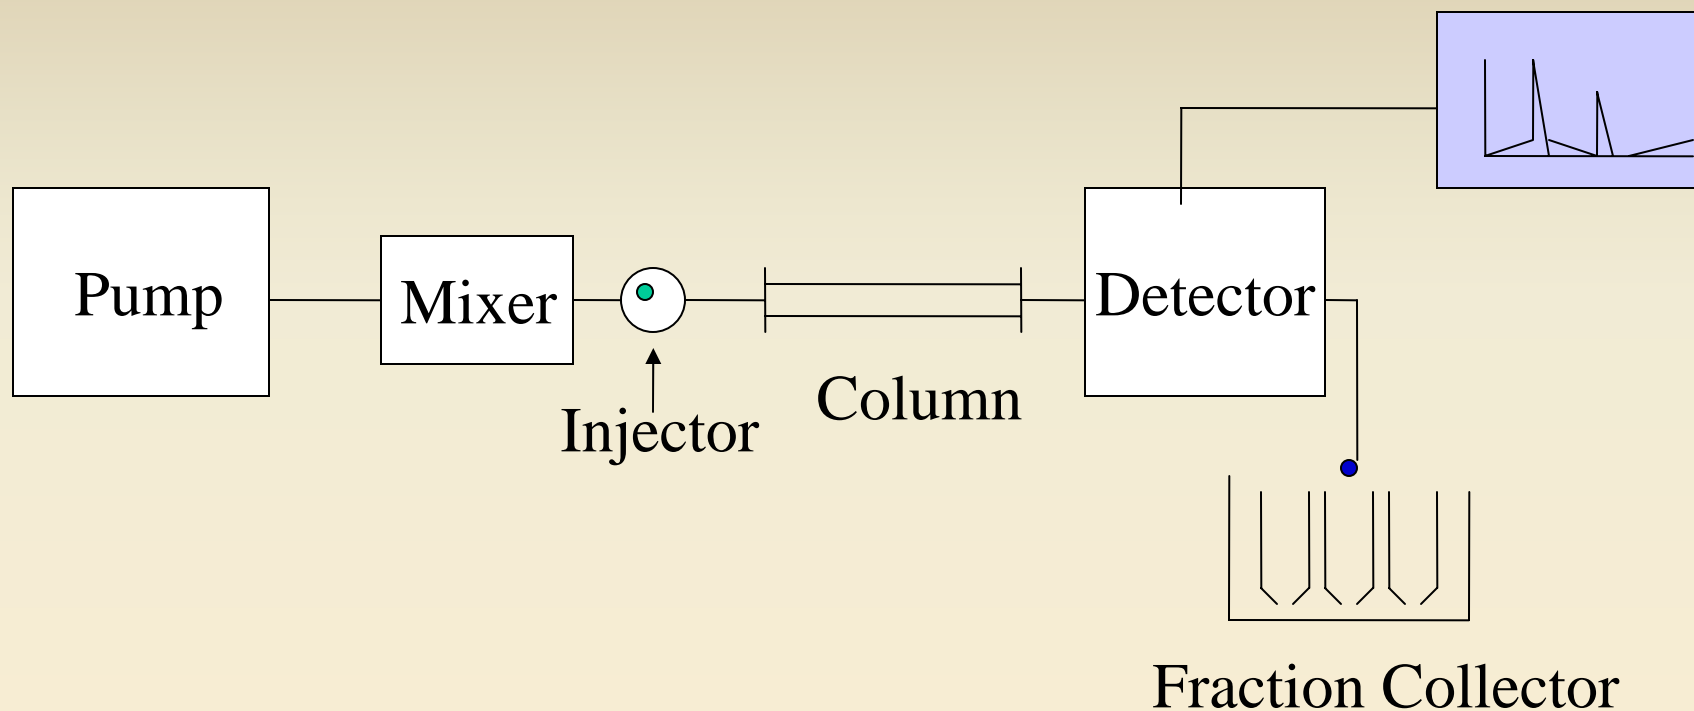 Pump
Mixer
Injector
Column
Detector
Fraction Collector